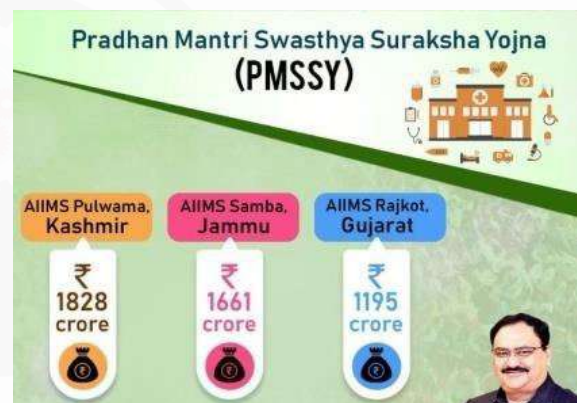 Pradhan Mantri Swasthya Suraksha Yojna
(PMSSY)
AIIMS Pulwama,
Kashmir
₹
1828
crore
₹
AIIMS Samba,
Jammu
₹
1661
crore
₹
AIIMS Rajkot,
Gujarat
₹
1195
crore
₹